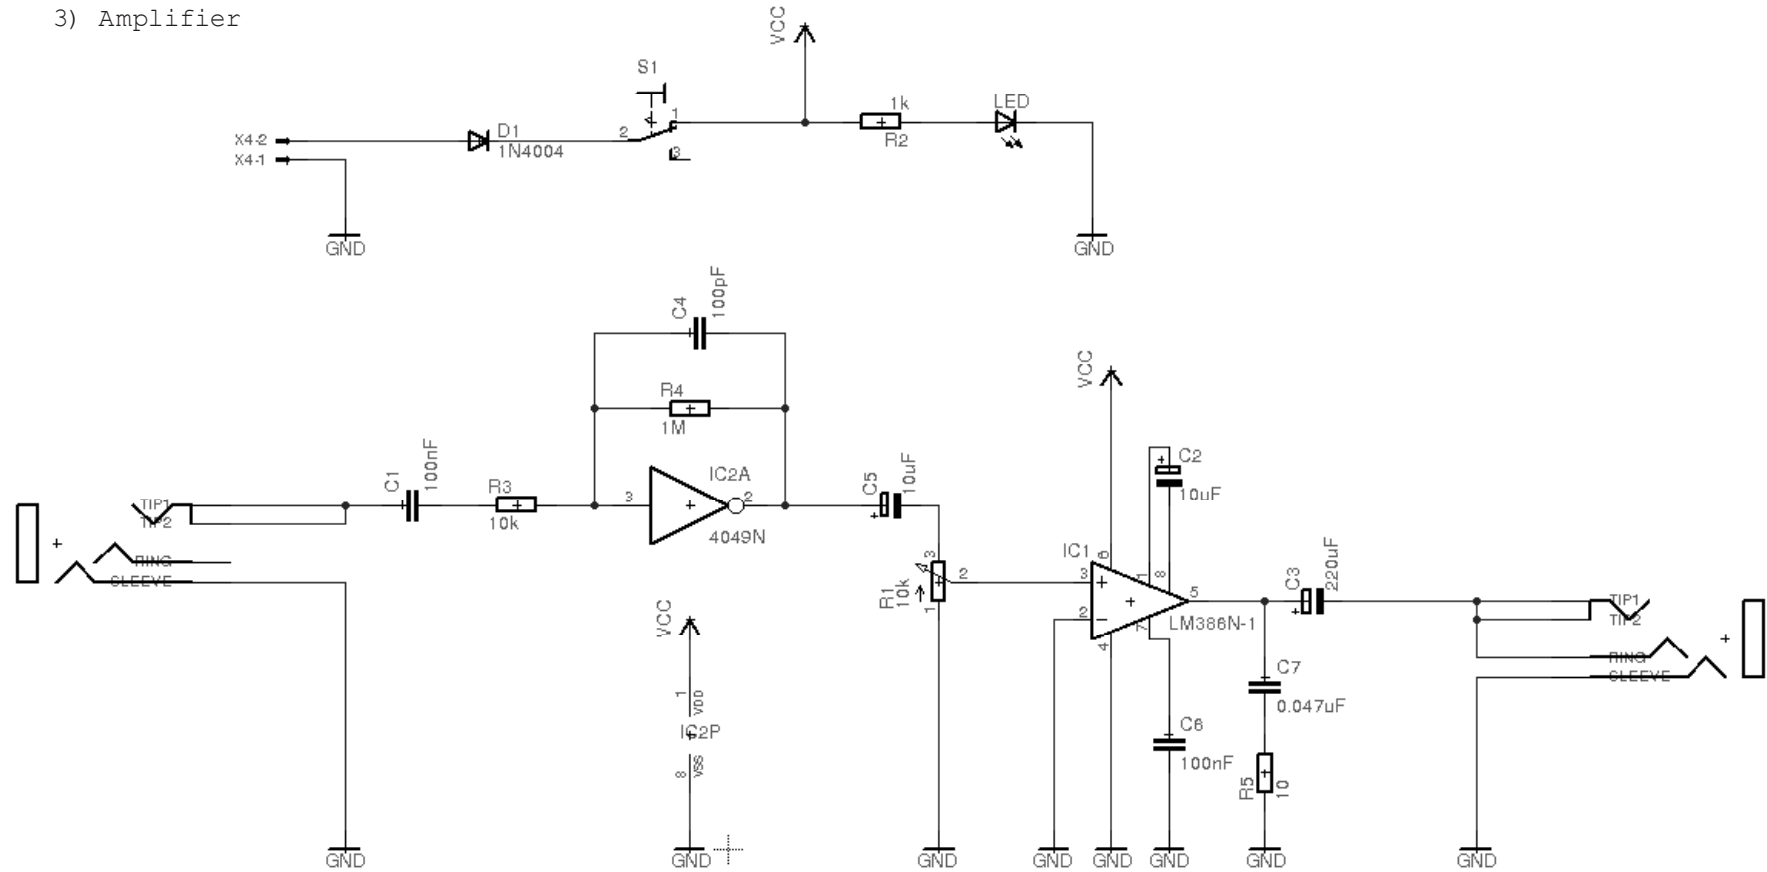 3) Amplifier
VCC
S1
1k
LED
1
D1
2
R2
X4-2
1N4004
3
X4-1
GND
GND
C4
100pF
R4
1M
VCC
C1
100nF
IC2A
C5
10uF
C2
10uF
R3
TIP1
3
2
10k
TIP2
4049N
RING
SLEEVE
IC1
6
3
2
R1
10k
1
3
1
8
5
C3
220uF
TIP1
2
LM386N-1
TIP2
7
4
VCC
RING
SLEEVE
C7
0.047uF
1
VDD
IC2P
C6
100nF
8
VSS
R5
10
GND
GND
GND
GND
GND
GND
GND
GND